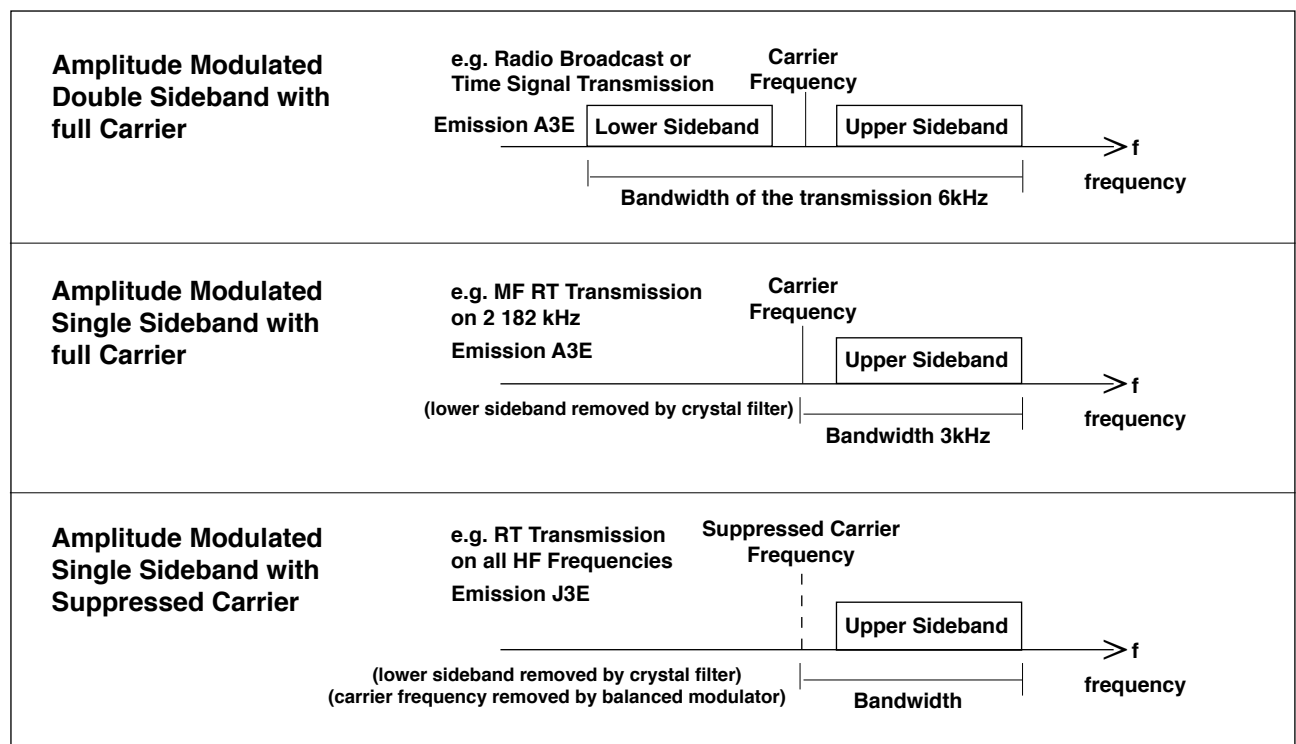 Amplitude Modulated
Double Sideband with
full Carrier
e.g. Radio Broadcast or
Time Signal Transmission
Carrier
Frequency
Emission A3E
Lower Sideband
Upper Sideband
f
frequency
Bandwidth of the transmission 6kHz
Amplitude Modulated
Single Sideband with
full Carrier
e.g. MF RT Transmission
on 2 182 kHz
Emission A3E
Carrier
Frequency
Upper Sideband
f
frequency
(lower sideband removed by crystal filter)
Bandwidth 3kHz
Amplitude Modulated
Single Sideband with
Suppressed Carrier
e.g. RT Transmission
on all HF Frequencies
Emission J3E
Suppressed Carrier
Frequency
Upper Sideband
f
frequency
(lower sideband removed by crystal filter)
(carrier frequency removed by balanced modulator)
Bandwidth